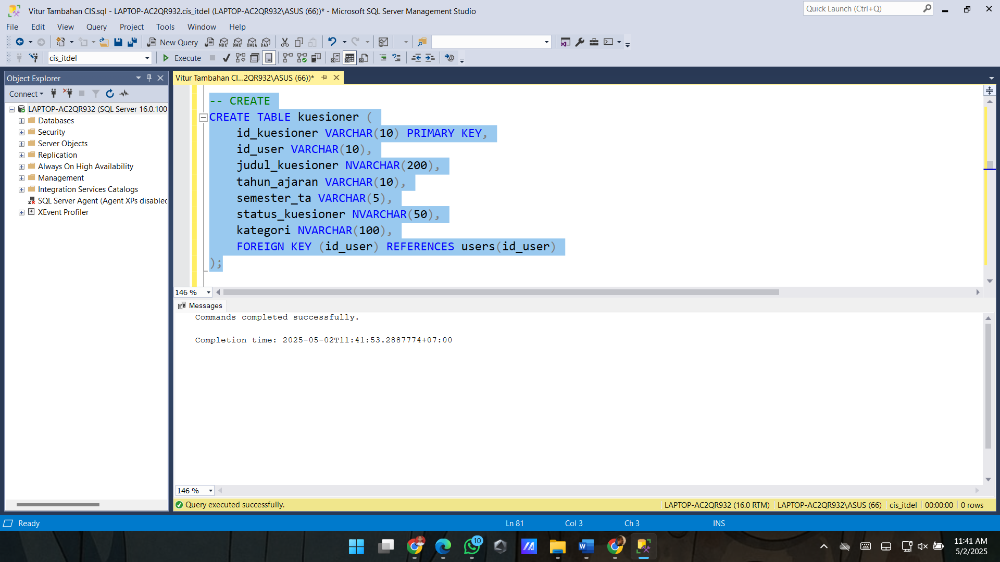 Vitur Tambahan CIS.sql - LAPTOP-AC2QR932.cis_itdel (LAPTOP-AC2QR932\ASUS (66))* - Microsoft SQL Server Management Studio
Quick Launch (Ctrl+Q)
File Edit View Query Project Tools Window Help
New Query
MDX DMX XMLA DAX
cis_itdel
Execute
Object Explorer
Connect
LAPTOP-AC2QR932 (SQL Server 16.0.100
Databases
Security
Server Objects
Replication
Always On High Availability
Management
Integration Services Catalogs
SQL Server Agent (Agent XPs disabled
XEvent Profiler
Vitur Tambahan CI...2QR932\ASUS (66))*
-- CREATE
CREATE TABLE kuesioner (
id_kuesioner VARCHAR(10) PRIMARY KEY,
id_user VARCHAR(10),
judul_kuesioner NVARCHAR(200),
tahun_ajaran VARCHAR(10),
semester_ta VARCHAR(5),
status_kuesioner NVARCHAR(50),
kategori NVARCHAR(100),
FOREIGN KEY (id_user) REFERENCES users(id_user)
);
146 %
Messages
Commands completed successfully.
Completion time: 2025-05-02T11:41:53.2887774+07:00
146 %
Query executed successfully.
LAPTOP-AC2QR932 (16.0 RTM) LAPTOP-AC2QR932\ASUS (66) cis_itdel 00:00:00 0 rows
Ready
Ln 81 Col 3 Ch 3 INS
10
W
11:41 AM
5/2/2025